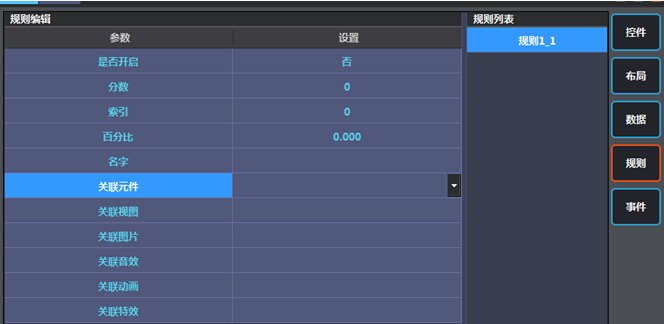 规则编辑
规则列表
参数 设置
规则1_1
是否开启 否
分数 0
索引 0
百分比 0.000
名字
关联元件
关联视图
关联图片
关联音效
关联动画
关联特效
控件
布局
数据
规则
事件